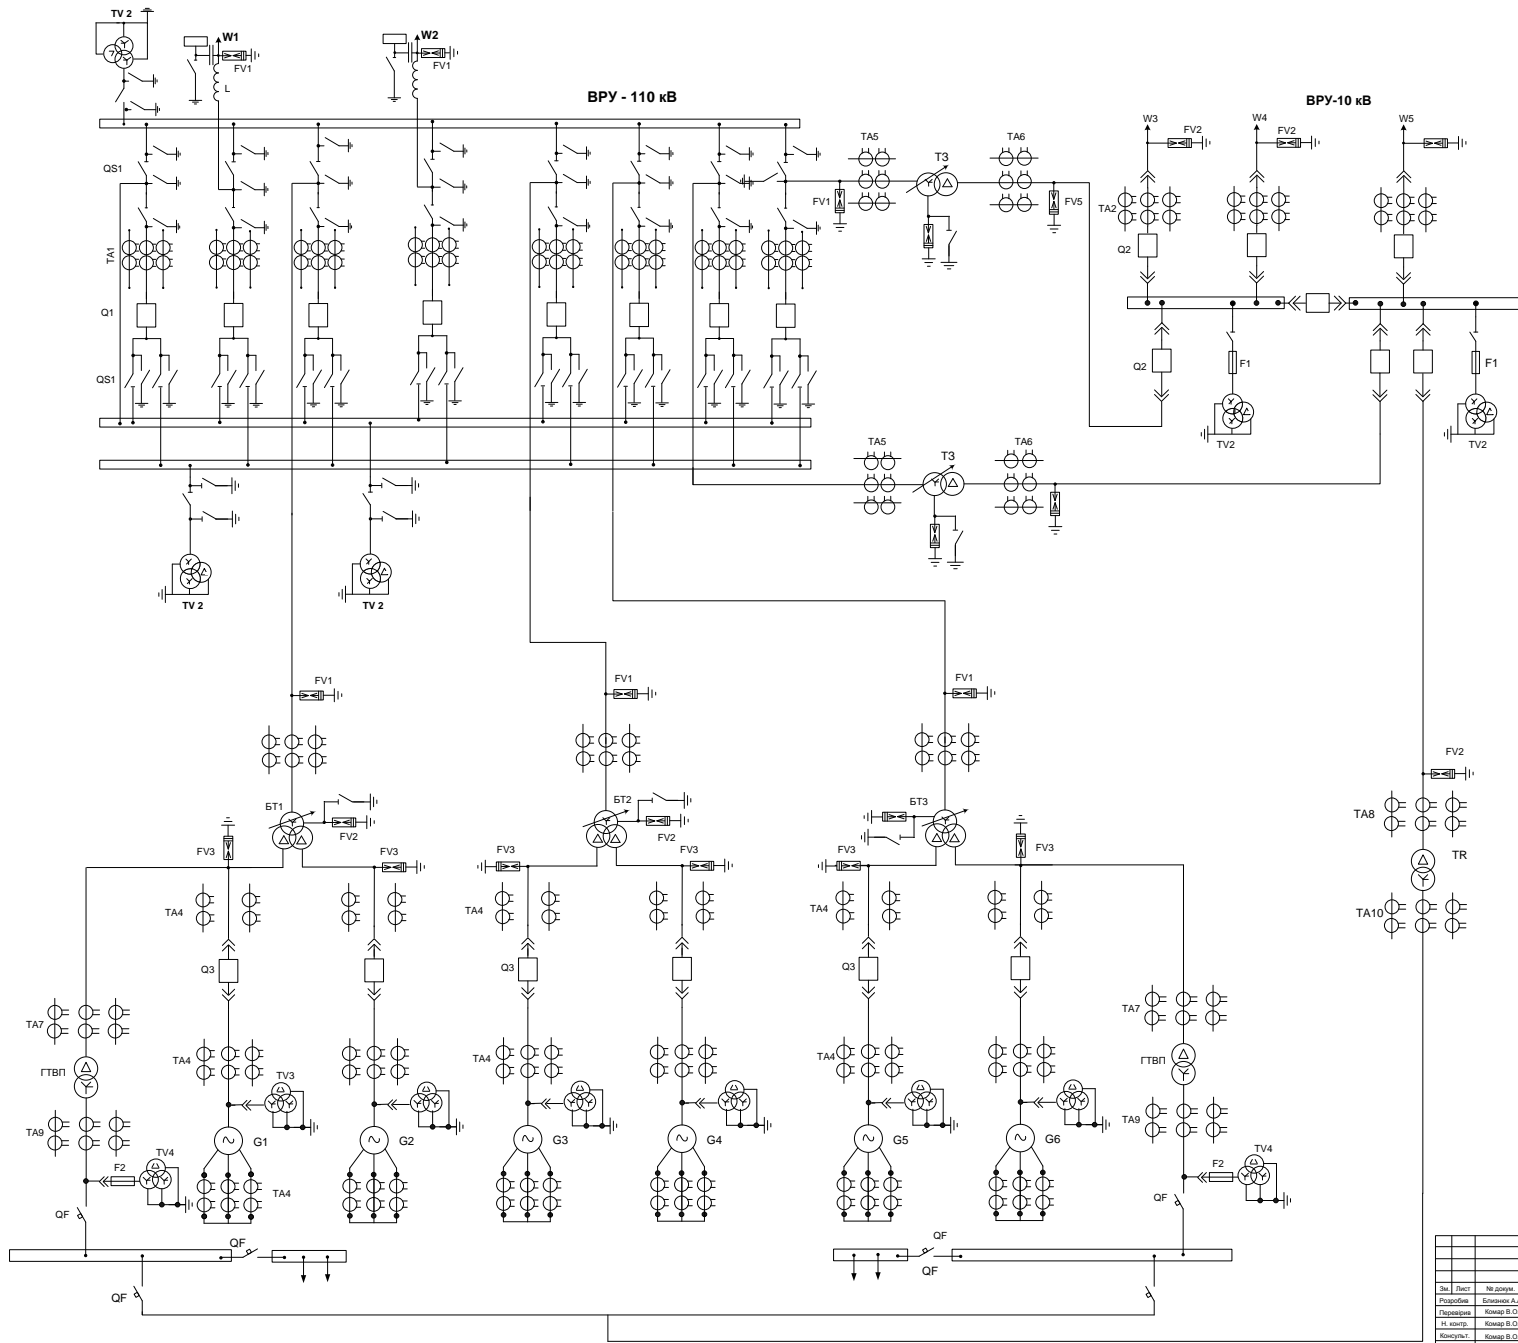 TV 2
W1
FV1
L
W2
FV1
ВРУ - 110 кВ
ВРУ-10 кВ
QS1
TA1
Q1
QS1
TA5
FV1
Т3
TA6
FV5
W3
FV2
W4
FV2
W5
TA2
Q2
Q2
F1
F1
TV2
TV2
TA5
Т3
TA6
TV 2
TV 2
FV1
FV1
FV1
БТ1
FV2
БТ2
FV2
БТ3
FV2
TA8
TR
TA10
FV3
FV3
FV3
FV3
FV3
FV3
TA4
TA4
TA4
Q3
Q3
Q3
TA7
ГТВП
TA9
TA4
TV3
TA4
TA4
TA7
ГТВП
TA9
G1
G2
G3
G4
G5
G6
F2
TV4
TA4
F2
TV4
QF
QF
QF
QF
QF
QF
Зм. Лист № докум.
Розробив
Перевірив Комар В.О
Н. контр. Комар В.О
Консульт. Комар В.О